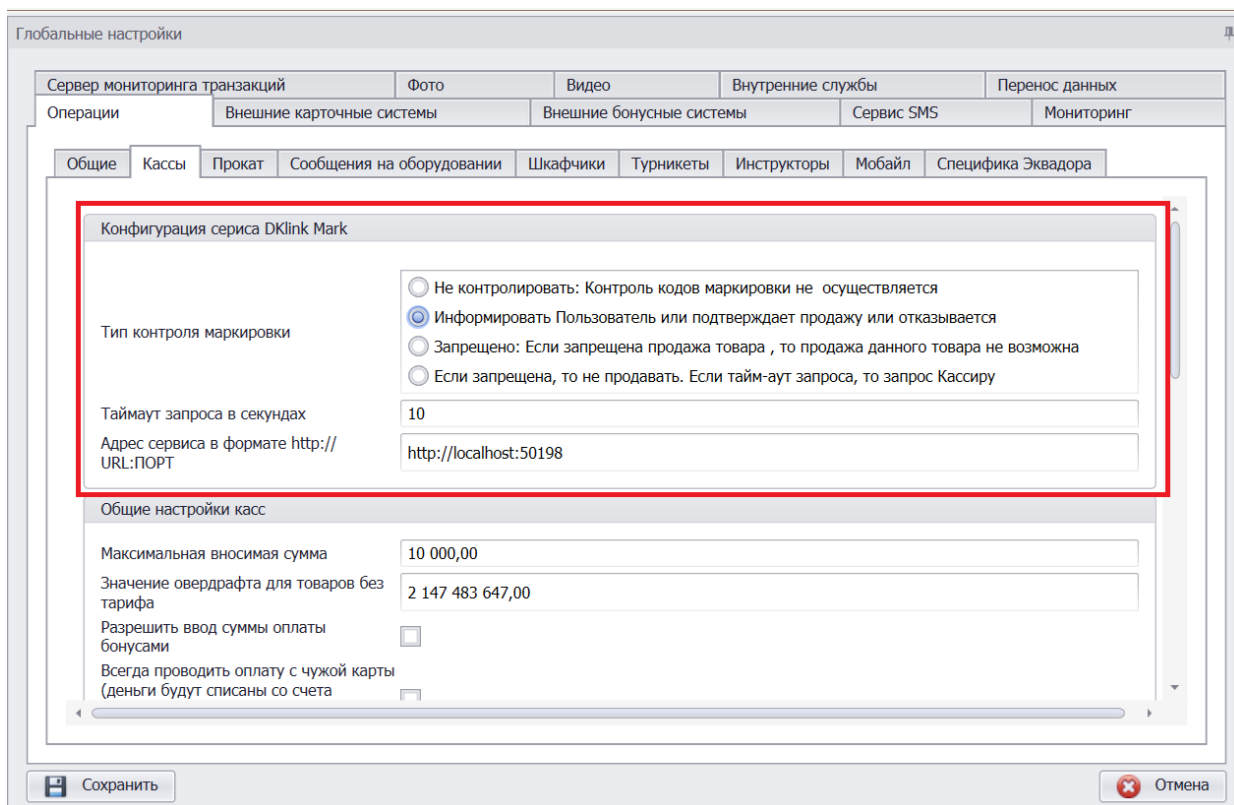 Глобальные настройки
Сервер мониторинга транзакций Фото Видео Внутренние службы Перенос данных
Операции Внешние карточные системы Внешние бонусные системы Сервис SMS Мониторинг
Общие Кассы Прокат Сообщения на оборудовании Шкафчики Турникеты Инструкторы Мобайл Специфика Эквадора
Конфигурация сериса DKlink Mark
Не контролировать: Контроль кодов маркировки не осуществляется
Тип контроля маркировки
Информировать Пользователь или подтверждает продажу или отказывается
Запрещено: Если запрещена продажа товара , то продажа данного товара не возможна
Если запрещена, то не продавать. Если тайм-аут запроса, то запрос Кассиру
Таймаут запроса в секундах 10
Адрес сервиса в формате http://
URL:ПОРТ
http://localhost:50198
Общие настройки касс
Максимальная вносимая сумма 10 000,00
Значение овердрафта для товаров без
тарифа
2 147 483 647,00
Разрешить ввод суммы оплаты
бонусами
Всегда проводить оплату с чужой карты
(деньги будут списаны со счета
Сохранить Отмена